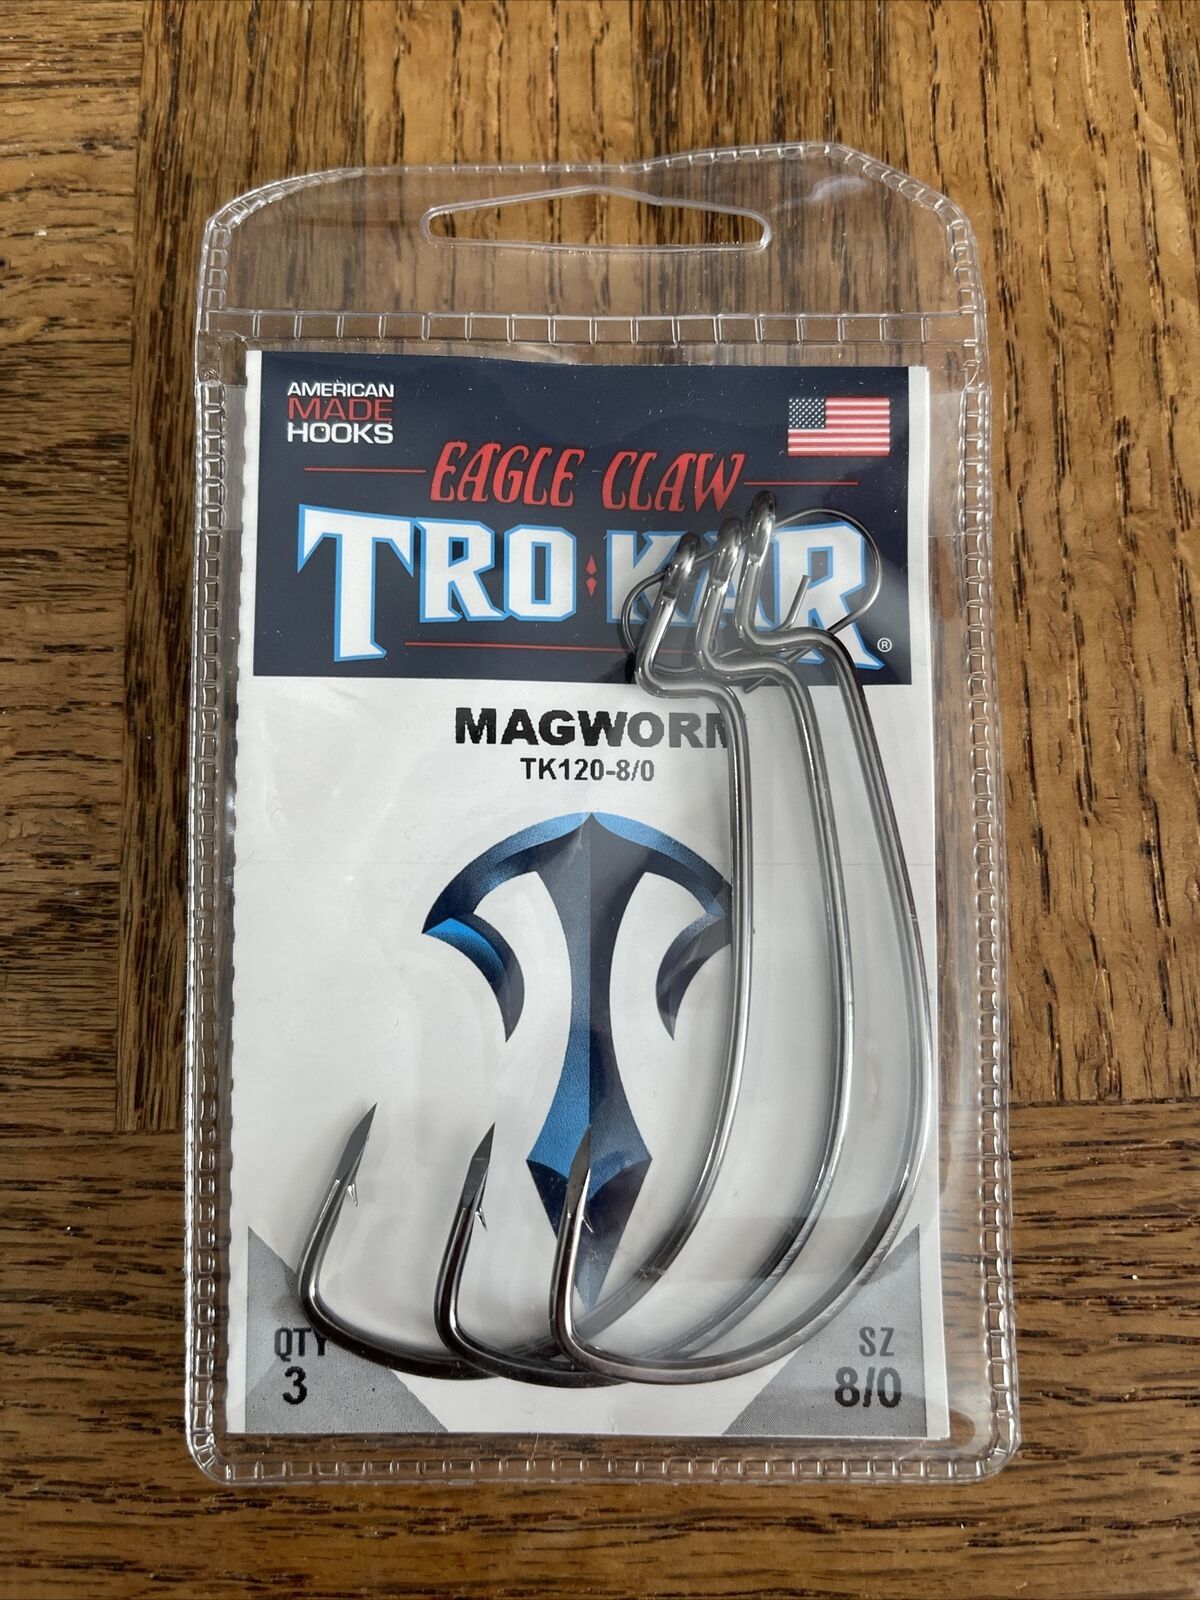 AMERICAN
MADE
HOOKS
EAGLE CLAW
TRO KAR
®
MAGWORM
TK120-8/0
QTY
3
SZ
8/0